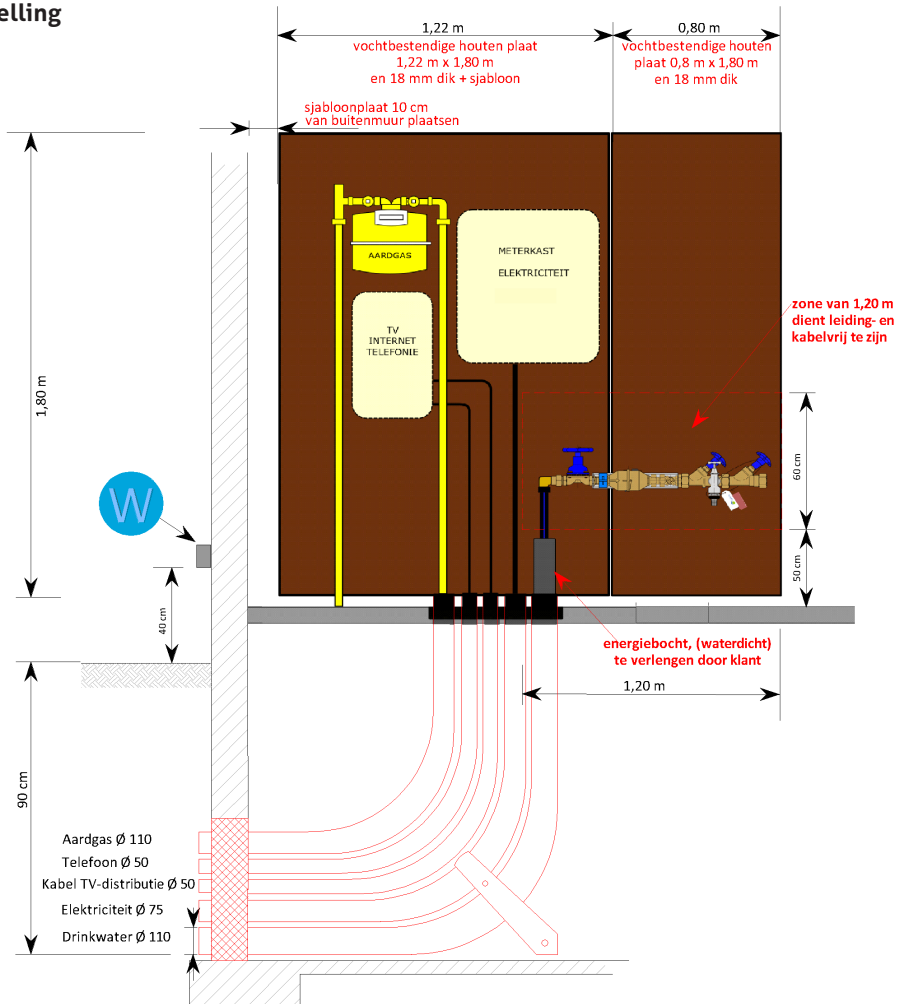 elling
1,22 m
vochtbestendige houten plaat
1,22 m x 1,80 m
en 18 mm dik + sjabloon
0,80 m
vochtbestendige houten
plaat 0,8 m x 1,80 m
en 18 mm dik
sjabloonplaat 10 cm
van buitenmuur plaatsen
1,80 m
AARDGAS
METERKAST
ELEKTRICITEIT
TV
INTERNET
TELEFONIE
zone van 1,20 m
dient leiding- en
kabelvrij te zijn
60 cm
50 cm
W
40 cm
energiebocht, (waterdicht)
te verlengen door klant
1,20 m
90 cm
Aardgas Ø 110
Telefoon Ø 50
Kabel TV-distributie Ø 50
Elektriciteit Ø 75
Drinkwater Ø 110